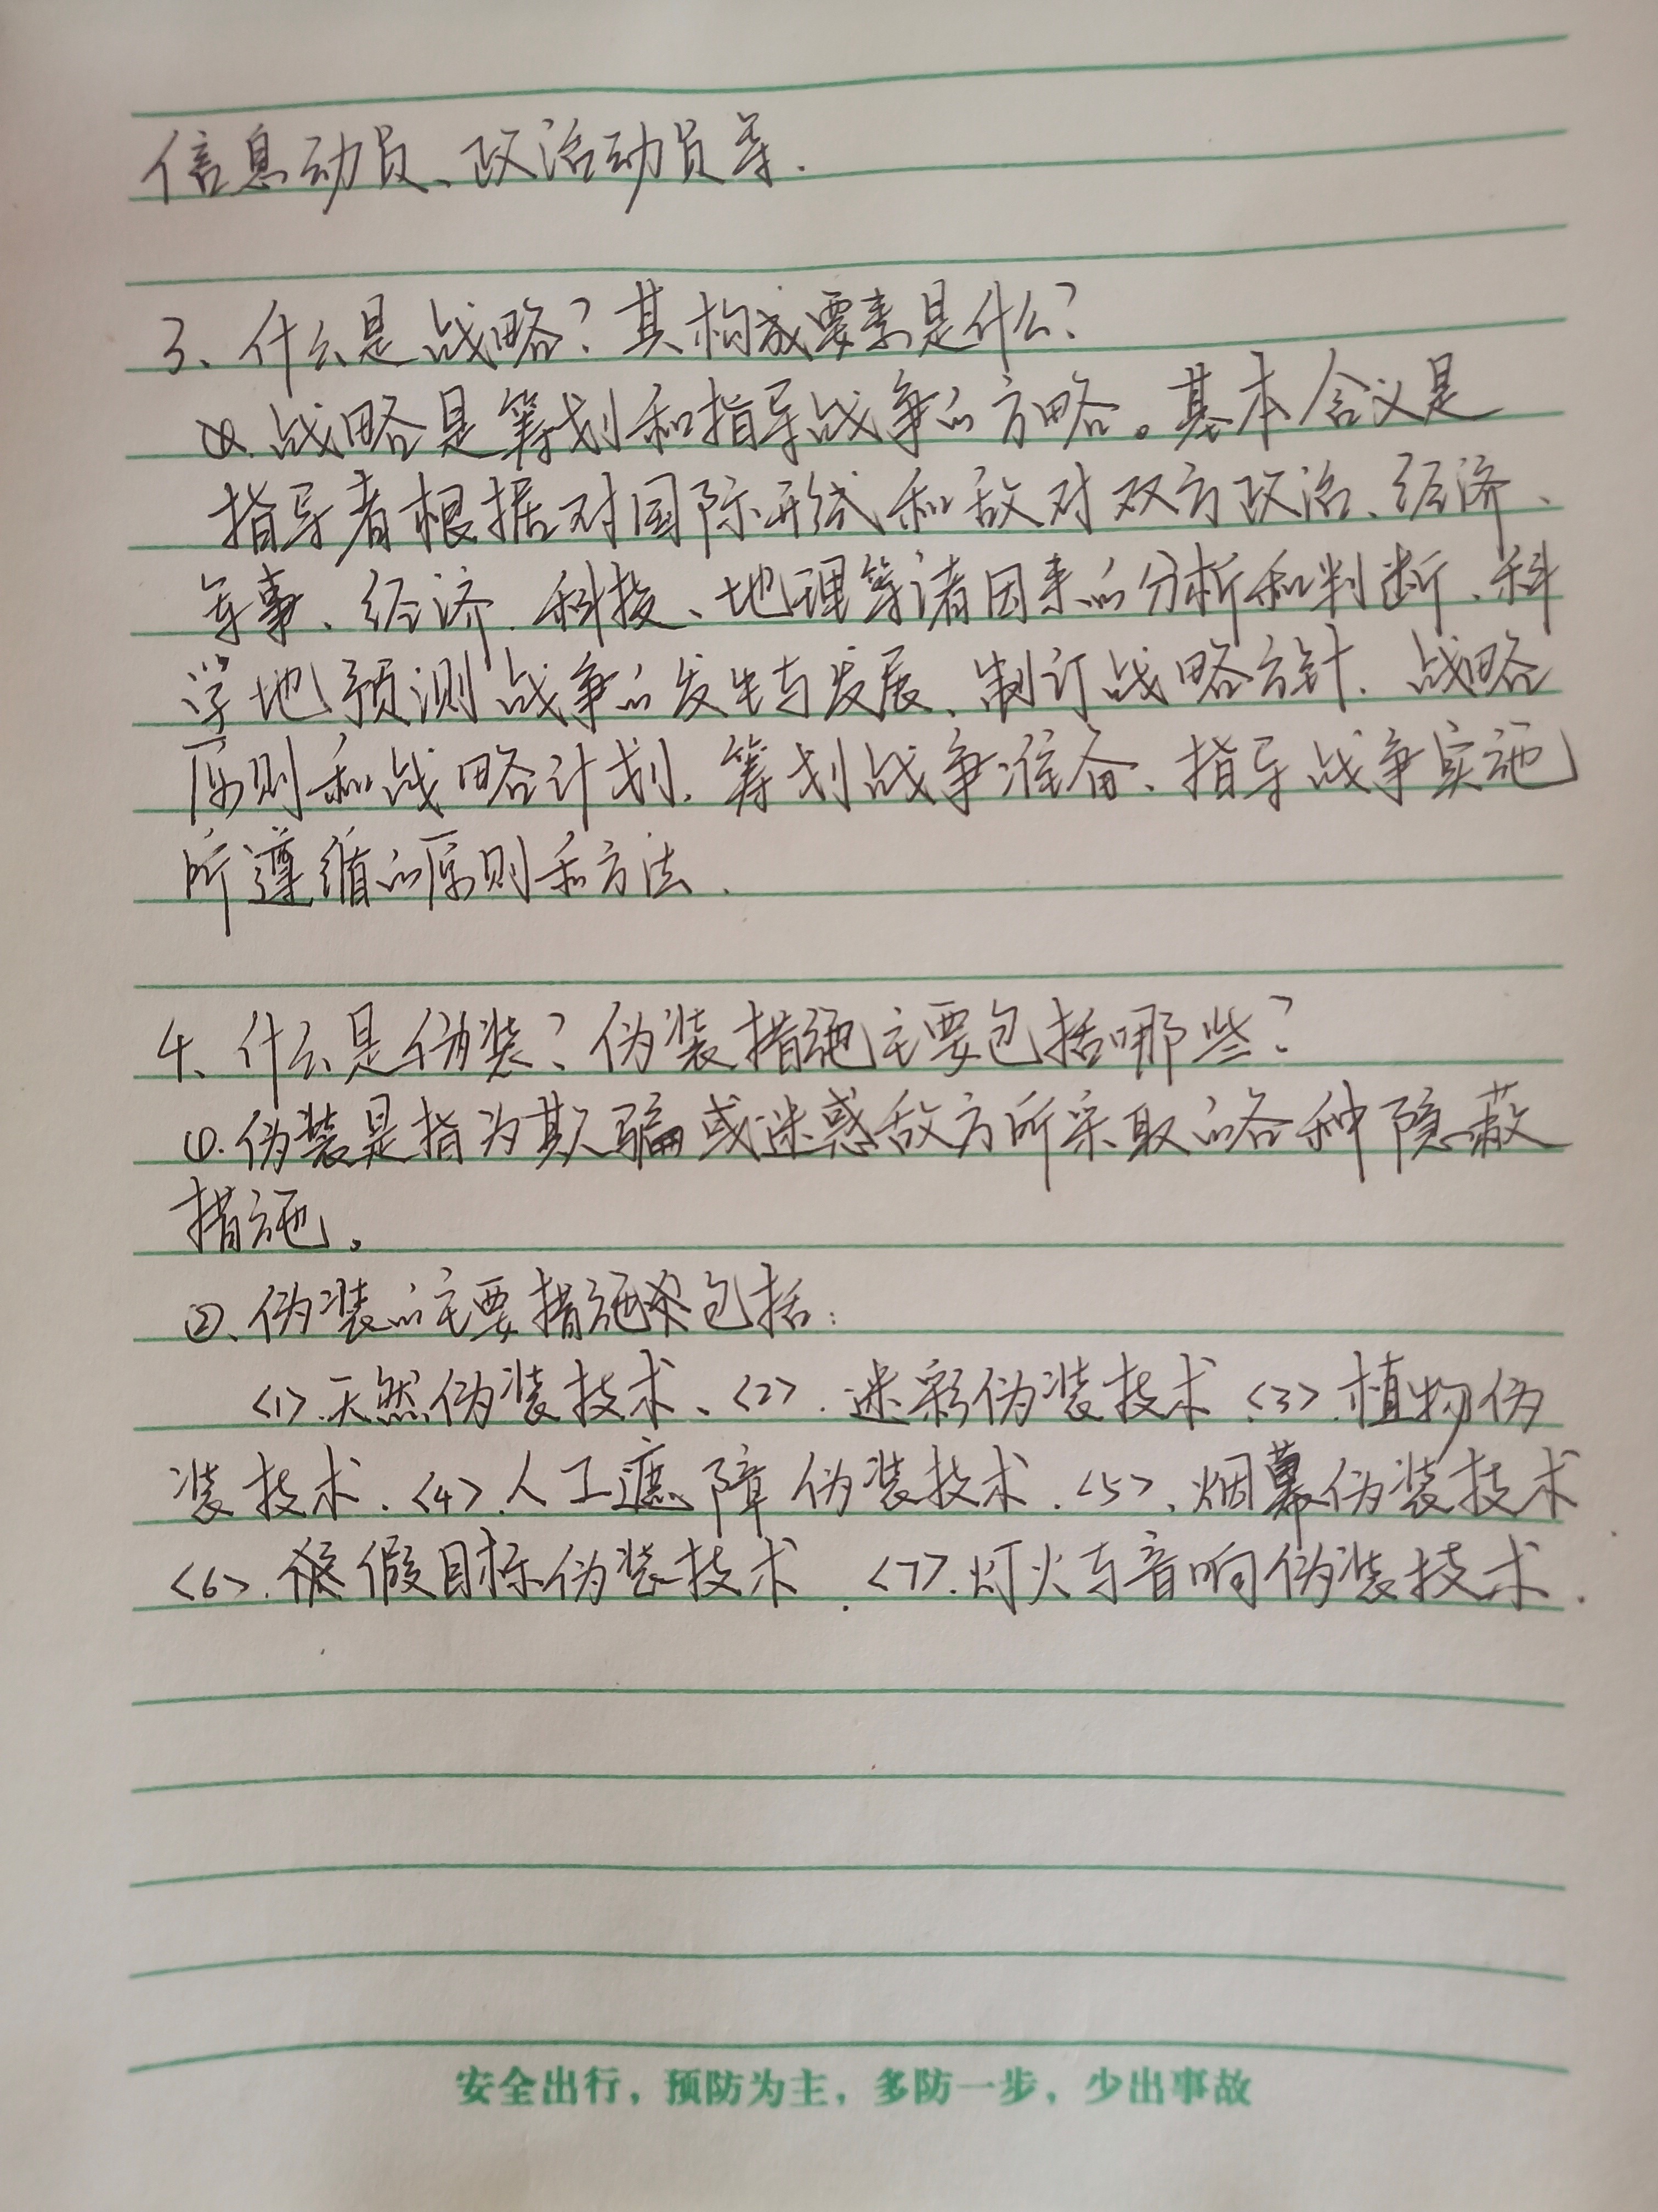 信息动员、政治动员等.
3、什么是战略?其构成要素是什么?
战略是筹划和指导战争的方略。基本含义是
指导者根据对国际形式和敌对双方政治、经济、
军事、经济、科技、地理等诸因素的分析和判断、科
学地预测战争的发生与发展、制订战略方针.战略
原则和战略计划.筹划战争准备、指导战争实施
所遵循的原则和方法.
4、什么是伪装?伪装措施主要包括哪些?
①.伪装是指为欺骗或迷惑敌方所采取的各种隐蔽
措施。
②、伪装的主要措施包括:
<1>.天然伪装技术、<2>.迷彩伪装技术.<3>.植物伪
装技术.<4>.人工遮障伪装技术.<5>、烟幕伪装技术
<6>.假目标伪装技术.<7>.灯火与音响伪装技术.
安全出行,预防为主,多防一步,少出事故